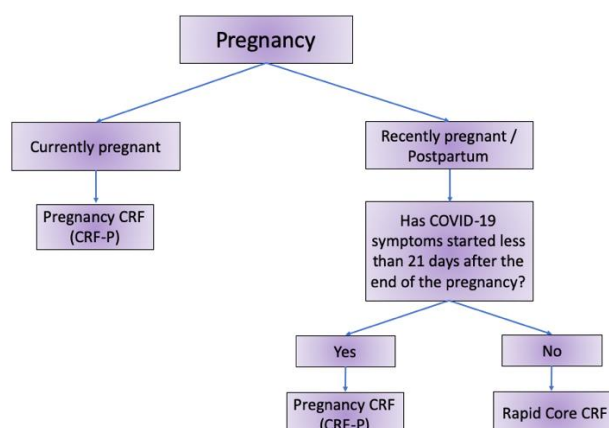 Pregnancy
Currently pregnant
Recently pregnant /
Postpartum
Pregnancy CRF
(CRF-P)
Has COVID-19
symptoms started less
than 21 days after the
end of the pregnancy?
Yes
No
Pregnancy CRF
(CRF-P)
Rapid Core CRF